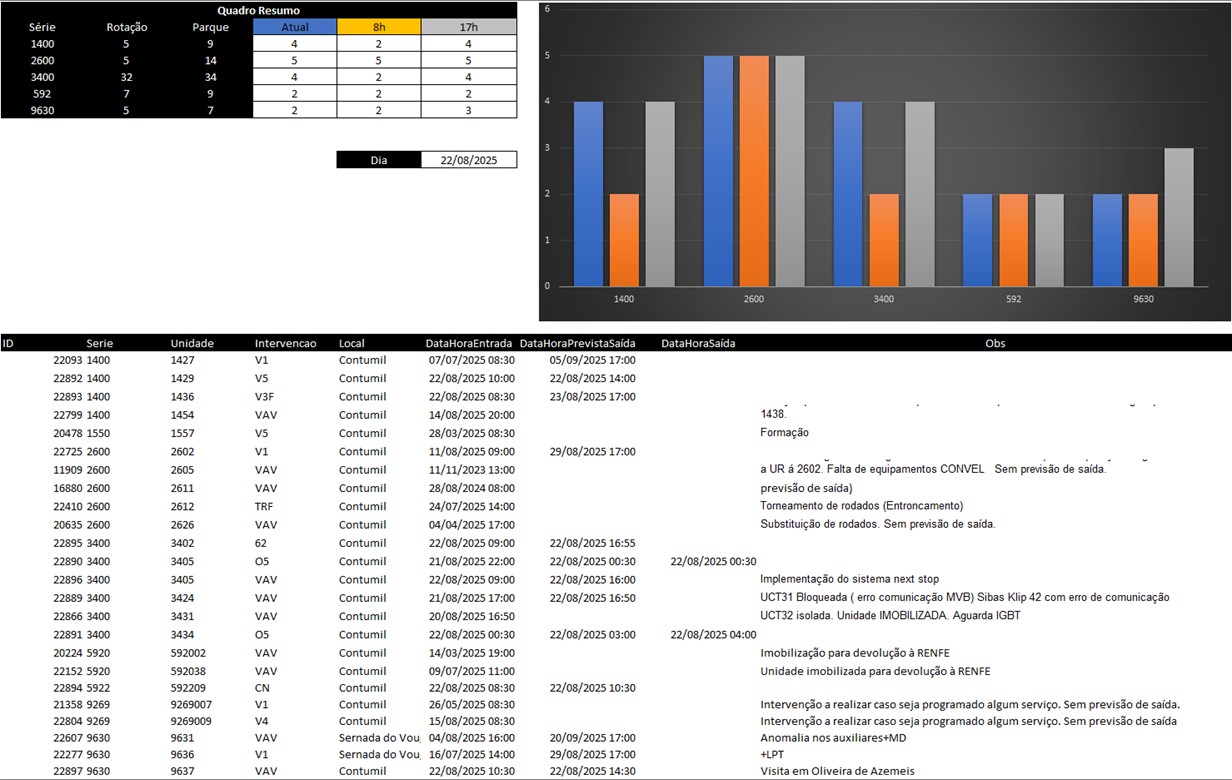 Quadro Resumo
Série Rotação Parque Atual 8h 17h
1400 5 9 4 2 4
2600 5 14 5 5 5
3400 32 34 4 2 4
592 7 9 2 2 2
9630 5 7 2 2 3
Dia 22/08/2025
6
5
4
3
2
1
0
1400 2600 3400 592 9630
ID Serie Unidade Intervencao Local DataHoraEntrada DataHoraPrevistaSaída DataHoraSaída Obs
22093 1400 1427 V1 Contumil 07/07/2025 08:30 05/09/2025 17:00
22892 1400 1429 V5 Contumil 22/08/2025 10:00 22/08/2025 14:00
22893 1400 1436 V3F Contumil 22/08/2025 08:30 23/08/2025 17:00
22799 1400 1454 VAV Contumil 14/08/2025 20:00 1438.
20478 1550 1557 V5 Contumil 28/03/2025 08:30 Formação
22725 2600 2602 V1 Contumil 11/08/2025 09:00 29/08/2025 17:00
11909 2600 2605 VAV Contumil 11/11/2023 13:00 a UR á 2602. Falta de equipamentos CONVEL Sem previsão de saída.
16880 2600 2611 VAV Contumil 28/08/2024 08:00 previsão de saída)
22410 2600 2612 TRF Contumil 24/07/2025 14:00 Torneamento de rodados (Entroncamento)
20635 2600 2626 VAV Contumil 04/04/2025 17:00 Substituição de rodados. Sem previsão de saída.
22895 3400 3402 62 Contumil 22/08/2025 09:00 22/08/2025 16:55
22890 3400 3405 O5 Contumil 21/08/2025 22:00 22/08/2025 00:30 22/08/2025 00:30
22896 3400 3405 VAV Contumil 22/08/2025 09:00 22/08/2025 16:00 Implementação do sistema next stop
22889 3400 3424 VAV Contumil 21/08/2025 17:00 22/08/2025 16:50 UCT31 Bloqueada ( erro comunicação MVB) Sibas Klip 42 com erro de comunicação
22866 3400 3431 VAV Contumil 20/08/2025 16:50 UCT32 isolada. Unidade IMOBILIZADA. Aguarda IGBT
22891 3400 3434 O5 Contumil 22/08/2025 00:30 22/08/2025 03:00 22/08/2025 04:00
20224 5920 592002 VAV Contumil 14/03/2025 19:00 Imobilização para devolução à RENFE
22152 5920 592038 VAV Contumil 09/07/2025 11:00 Unidade imobilizada para devolução à RENFE
22894 5922 592209 CN Contumil 22/08/2025 08:30 22/08/2025 10:30
21358 9269 9269007 V1 Contumil 26/05/2025 08:30 Intervenção a realizar caso seja programado algum serviço. Sem previsão de saída.
22804 9269 9269009 V4 Contumil 15/08/2025 08:30 Intervenção a realizar caso seja programado algum serviço. Sem previsão de saída
22607 9630 9631 VAV Sernada do Vou 04/08/2025 16:00 20/09/2025 17:00 Anomalia nos auxiliares+MD
22277 9630 9636 V1 Sernada do Vou 16/07/2025 14:00 29/08/2025 17:00 +LPT
22897 9630 9637 VAV Contumil 22/08/2025 10:30 22/08/2025 14:30 Visita em Oliveira de Azemeis